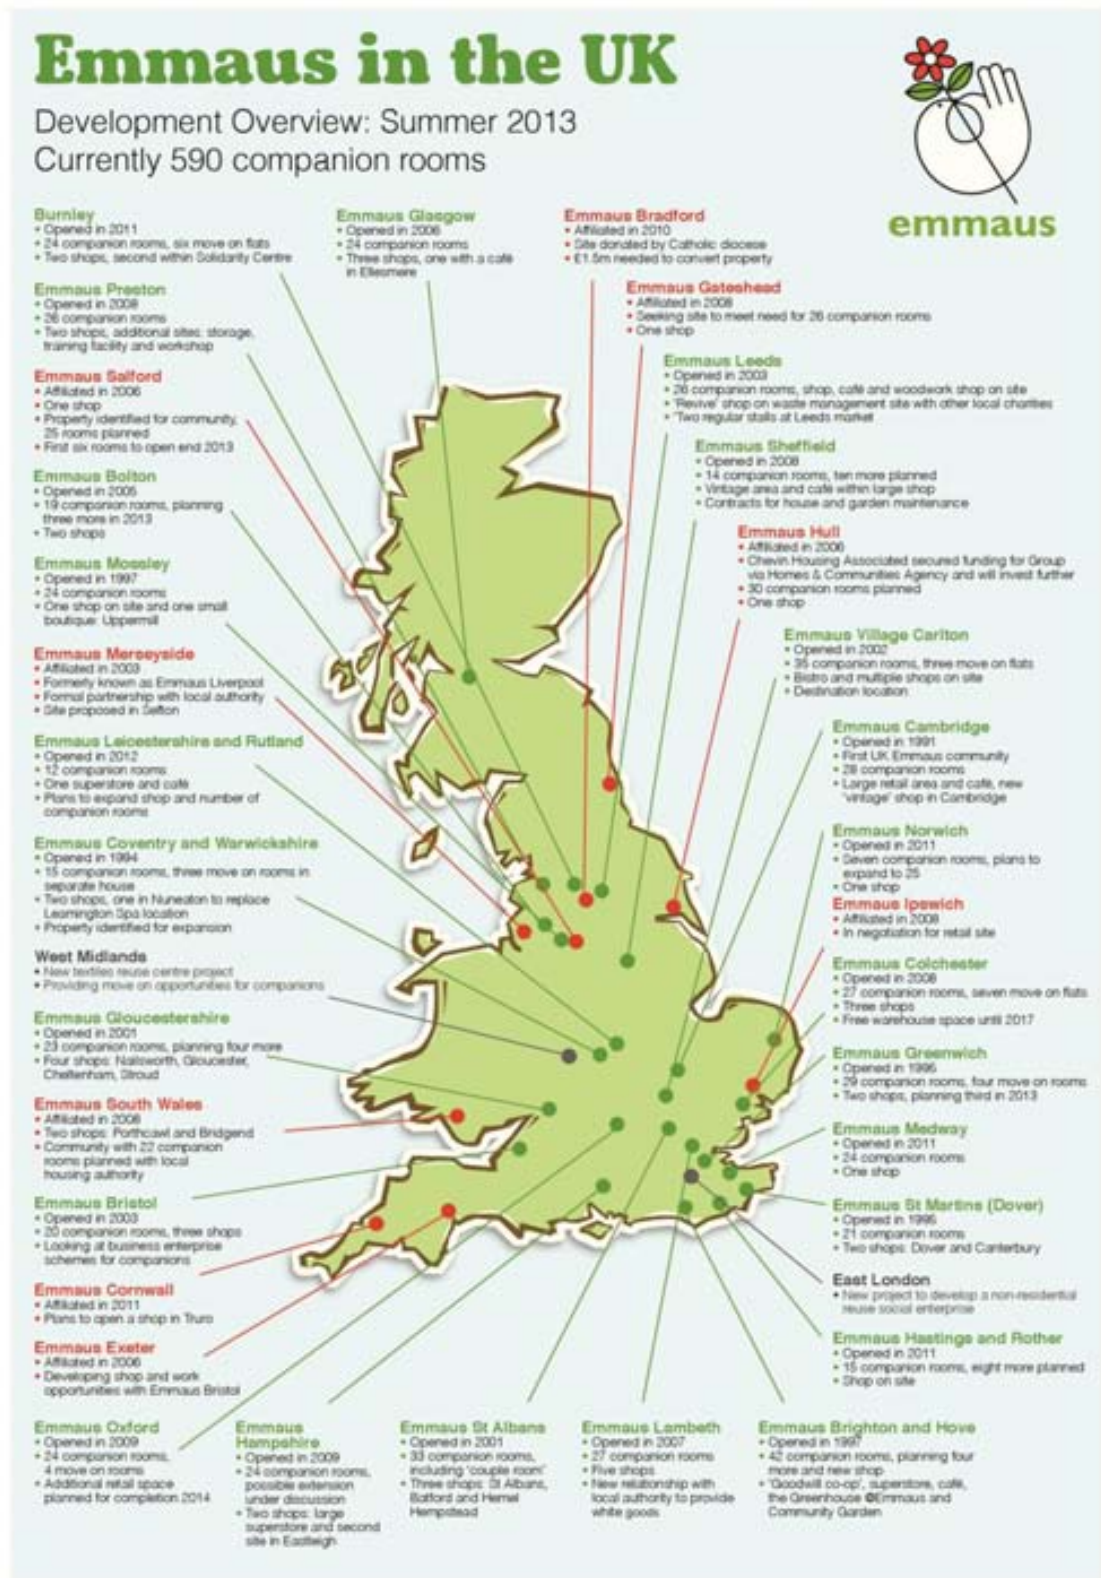 Emmaus in the UK
Development Overview: Summer 2013
Currently 590 companion rooms
emmaus
Burnley
• Opened in 2011
• 24 companion rooms, six move on flats
• Two shops, second within Solidarity Centre
Emmaus Preston
• Opened in 2008
• 26 companion rooms
• Two shops, additional sites: storage,
training facility and workshop
Emmaus Salford
• Affiliated in 2006
• One shop
• Property identified for community,
25 rooms planned
• First six rooms to open end 2013
Emmaus Bolton
• Opened in 2005
• 19 companion rooms, planning
three more in 2013
• Two shops
Emmaus Mossley
• Opened in 1997
• 24 companion rooms
• One shop on site and one small
boutique: Uppermill
Emmaus Merseyside
• Affiliated in 2003
• Formerly known as Emmaus Liverpool
• Formal partnership with local authority
• Site proposed in Sefton
Emmaus Leicestershire and Rutland
• Opened in 2012
• 12 companion rooms
• One superstore and café
• Plans to expand shop and number of
companion rooms
Emmaus Coventry and Warwickshire
• Opened in 1994
• 15 companion rooms, three move on rooms in
separate house
• Two shops, one in Nuneaton to replace
Leamington Spa location
• Property identified for expansion
West Midlands
• New textiles reuse centre project
• Providing move on opportunities for companions
Emmaus Gloucestershire
• Opened in 2001
• 23 companion rooms, planning four more
• Four shops: Nailsworth, Gloucester,
Cheltenham, Stroud
Emmaus South Wales
• Affiliated in 2008
• Two shops: Porthcawl and Bridgend
• Community with 22 companion
rooms planned with local
housing authority
Emmaus Bristol
• Opened in 2003
• 20 companion rooms, three shops
• Looking at business enterprise
schemes for companions
Emmaus Cornwall
• Affiliated in 2011
• Plans to open a shop in Truro
Emmaus Exeter
• Affiliated in 2006
• Developing shop and work
opportunities with Emmaus Bristol
Emmaus Oxford
• Opened in 2009
• 24 companion rooms,
4 move on rooms
• Additional retail space
planned for completion 2014
Emmaus
Hampshire
• Opened in 2009
• 24 companion rooms,
possible extension
under discussion
• Two shops: large
superstore and second
site in Eastleigh
Emmaus St Albans
• Opened in 2001
• 33 companion rooms,
including 'couple room'
• Three shops: St Albans,
Batford and Hemel
Hempstead
Emmaus Lambeth
• Opened in 2007
• 27 companion rooms
• Five shops
• New relationship with
local authority to provide
white goods
Emmaus Brighton and Hove
• Opened in 1997
• 42 companion rooms, planning four
more and new shop
• 'Goodwill co-op', superstore, café,
the Greenhouse @Emmaus and
Community Garden
Emmaus Glasgow
• Opened in 2006
• 24 companion rooms
• Three shops, one with a café
in Ellesmere
Emmaus Bradford
• Affiliated in 2010
• Site donated by Catholic diocese
• £1.5m needed to convert property
Emmaus Gateshead
• Affiliated in 2008
• Seeking site to meet need for 26 companion rooms
• One shop
Emmaus Leeds
• Opened in 2003
• 26 companion rooms, shop, café and woodwork shop on site
• 'Revive' shop on waste management site with other local charities
• 'Two regular stalls at Leeds market
Emmaus Sheffield
• Opened in 2008
• 14 companion rooms, ten more planned
• Vintage area and café within large shop
• Contracts for house and garden maintenance
Emmaus Hull
• Affiliated in 2006
• Chevin Housing Associated secured funding for Group
via Homes & Communities Agency and will invest further
• 30 companion rooms planned
• One shop
Emmaus Village Carlton
• Opened in 2002
• 35 companion rooms, three move on flats
• Bistro and multiple shops on site
• Destination location
Emmaus Cambridge
• Opened in 1991
• First UK Emmaus community
• 28 companion rooms
• Large retail area and café, new
'vintage' shop in Cambridge
Emmaus Norwich
• Opened in 2011
• Seven companion rooms, plans to
expand to 25
• One shop
Emmaus Ipswich
• Affiliated in 2008
• In negotiation for retail site
Emmaus Colchester
• Opened in 2008
• 27 companion rooms, seven move on flats
• Three shops
• Free warehouse space until 2017
Emmaus Greenwich
• Opened in 1995
• 29 companion rooms, four move on rooms
• Two shops, planning third in 2013
Emmaus Medway
• Opened in 2011
• 24 companion rooms
• One shop
Emmaus St Martins (Dover)
• Opened in 1995
• 21 companion rooms
• Two shops: Dover and Canterbury
East London
• New project to develop a non-residential
reuse social enterprise
Emmaus Hastings and Rother
• Opened in 2011
• 15 companion rooms, eight more planned
• Shop on site